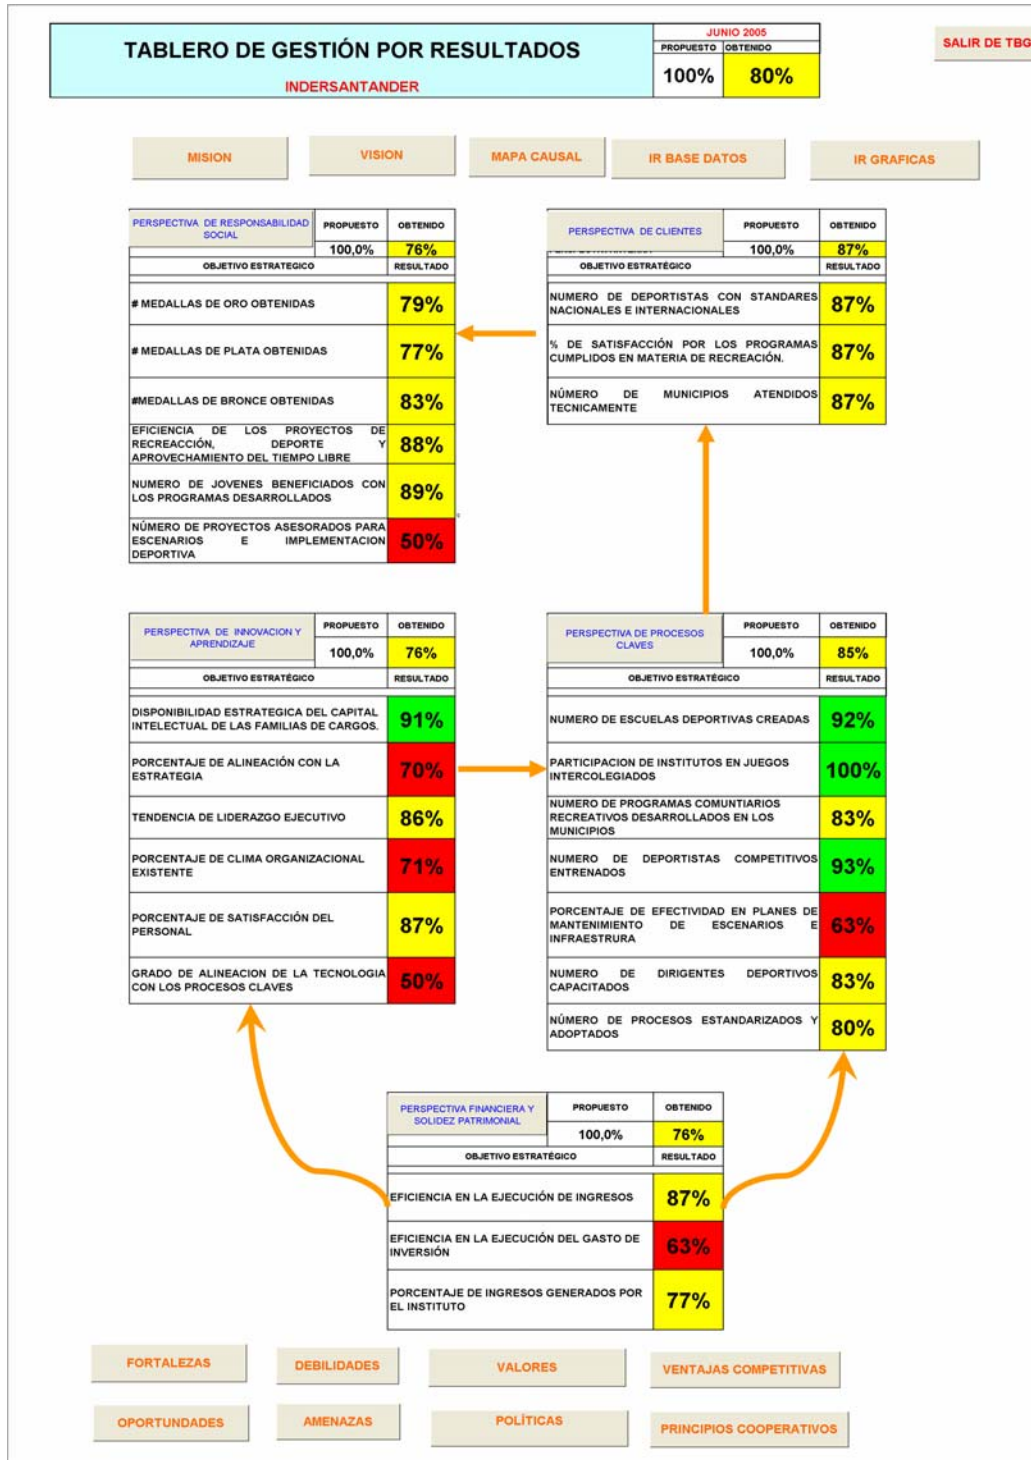 TABLERO DE GESTIÓN POR RESULTADOS
INDERSANTANDER
JUNIO 2005
PROPUESTO OBTENIDO
100% 80%
SALIR DE TBG
MISION
VISION
MAPA CAUSAL
IR BASE DATOS
IR GRAFICAS
PERSPECTIVA DE RESPONSABILIDAD
SOCIAL
PROPUESTO OBTENIDO
100,0% 76%
OBJETIVO ESTRATEGICO RESULTADO
# MEDALLAS DE ORO OBTENIDAS 79%
# MEDALLAS DE PLATA OBTENIDAS 77%
#MEDALLAS DE BRONCE OBTENIDAS 83%
EFICIENCIA DE LOS PROYECTOS DE
RECREACCIÓN, DEPORTE Y
APROVECHAMIENTO DEL TIEMPO LIBRE 88%
NUMERO DE JOVENES BENEFICIADOS CON
LOS PROGRAMAS DESARROLLADOS 89%
NÚMERO DE PROYECTOS ASESORADOS PARA
ESCENARIOS E IMPLEMENTACION
DEPORTIVA 50%
PERSPECTIVA DE CLIENTES
PROPUESTO OBTENIDO
100,0% 87%
OBJETIVO ESTRATÉGICO RESULTADO
NUMERO DE DEPORTISTAS CON STANDARES
NACIONALES E INTERNACIONALES 87%
% DE SATISFACCIÓN POR LOS PROGRAMAS
CUMPLIDOS EN MATERIA DE RECREACIÓN. 87%
NÚMERO DE MUNICIPIOS ATENDIDOS
TECNICAMENTE 87%
PERSPECTIVA DE INNOVACION Y
APRENDIZAJE
PROPUESTO OBTENIDO
100,0% 76%
OBJETIVO ESTRATÉGICO RESULTADO
DISPONIBILIDAD ESTRATEGICA DEL CAPITAL
INTELECTUAL DE LAS FAMILIAS DE CARGOS. 91%
PORCENTAJE DE ALINEACIÓN CON LA
ESTRATEGIA 70%
TENDENCIA DE LIDERAZGO EJECUTIVO 86%
PORCENTAJE DE CLIMA ORGANIZACIONAL
EXISTENTE 71%
PORCENTAJE DE SATISFACCIÓN DEL
PERSONAL 87%
GRADO DE ALINEACION DE LA TECNOLOGIA
CON LOS PROCESOS CLAVES 50%
PERSPECTIVA DE PROCESOS
CLAVES
PROPUESTO OBTENIDO
100,0% 85%
OBJETIVO ESTRATÉGICO RESULTADO
NUMERO DE ESCUELAS DEPORTIVAS CREADAS 92%
PARTICIPACION DE INSTITUTOS EN JUEGOS
INTERCOLEGIADOS 100%
NUMERO DE PROGRAMAS COMUNTIARIOS
RECREATIVOS DESARROLLADOS EN LOS
MUNICIPIOS 83%
NUMERO DE DEPORTISTAS COMPETITIVOS
ENTRENADOS 93%
PORCENTAJE DE EFECTIVIDAD EN PLANES DE
MANTENIMIENTO DE ESCENARIOS E
INFRAESTRURA 63%
NUMERO DE DIRIGENTES DEPORTIVOS
CAPACITADOS 83%
NÚMERO DE PROCESOS ESTANDARIZADOS Y
ADOPTADOS 80%
PERSPECTIVA FINANCIERA Y
SOLIDEZ PATRIMONIAL
PROPUESTO OBTENIDO
100,0% 76%
OBJETIVO ESTRATÉGICO RESULTADO
EFICIENCIA EN LA EJECUCIÓN DE INGRESOS 87%
EFICIENCIA EN LA EJECUCIÓN DEL GASTO DE
INVERSIÓN 63%
PORCENTAJE DE INGRESOS GENERADOS POR
EL INSTITUTO 77%
FORTALEZAS
DEBILIDADES
VALORES
VENTAJAS COMPETITIVAS
OPORTUNDADES
AMENAZAS
POLÍTICAS
PRINCIPIOS COOPERATIVOS